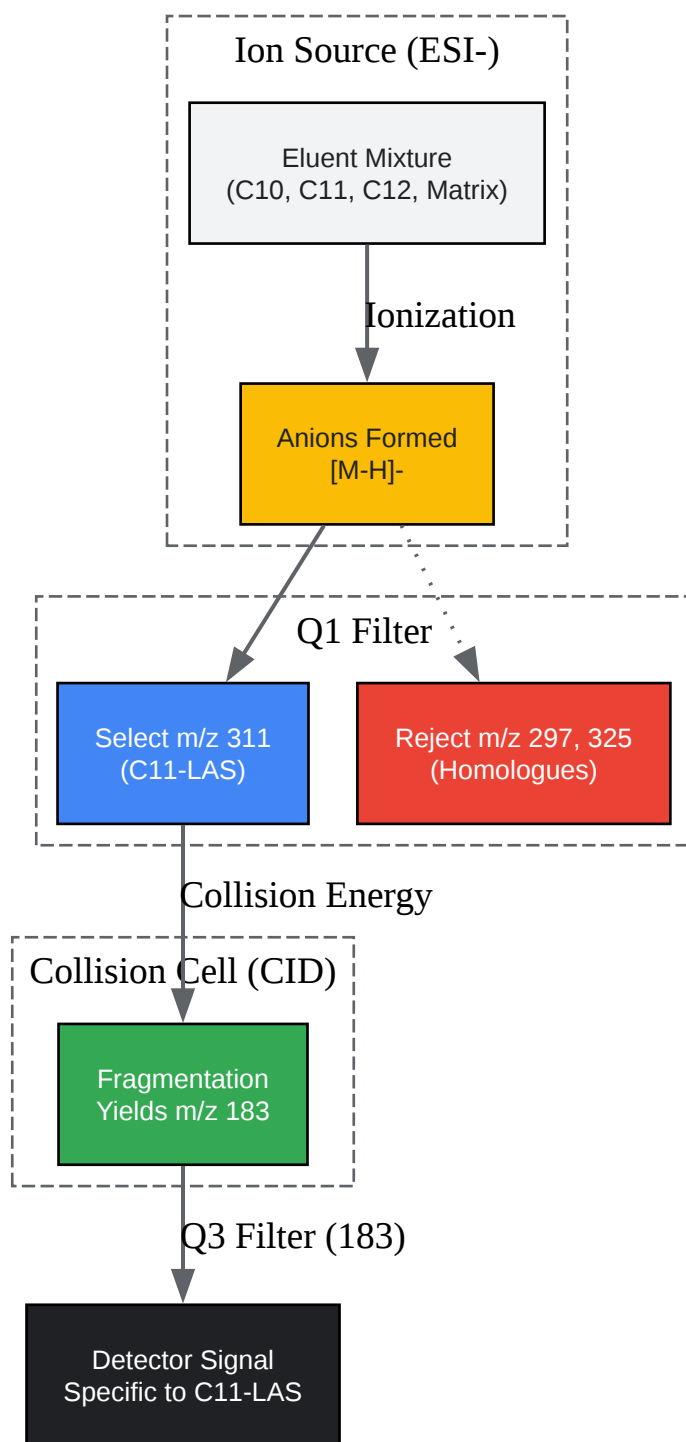 Ion Source (ESI-)
Eluent Mixture
(C10, C11, C12, Matrix)
Ionization
Anions Formed
[M-H]-
Q1 Filter
Select m/z 311
(C11-LAS)
Reject m/z 297, 325
(Homologues)
Collision Energy
Collision Cell (CID)
Fragmentation
Yields m/z 183
Q3 Filter (183)
Detector Signal
Specific to C11-LAS